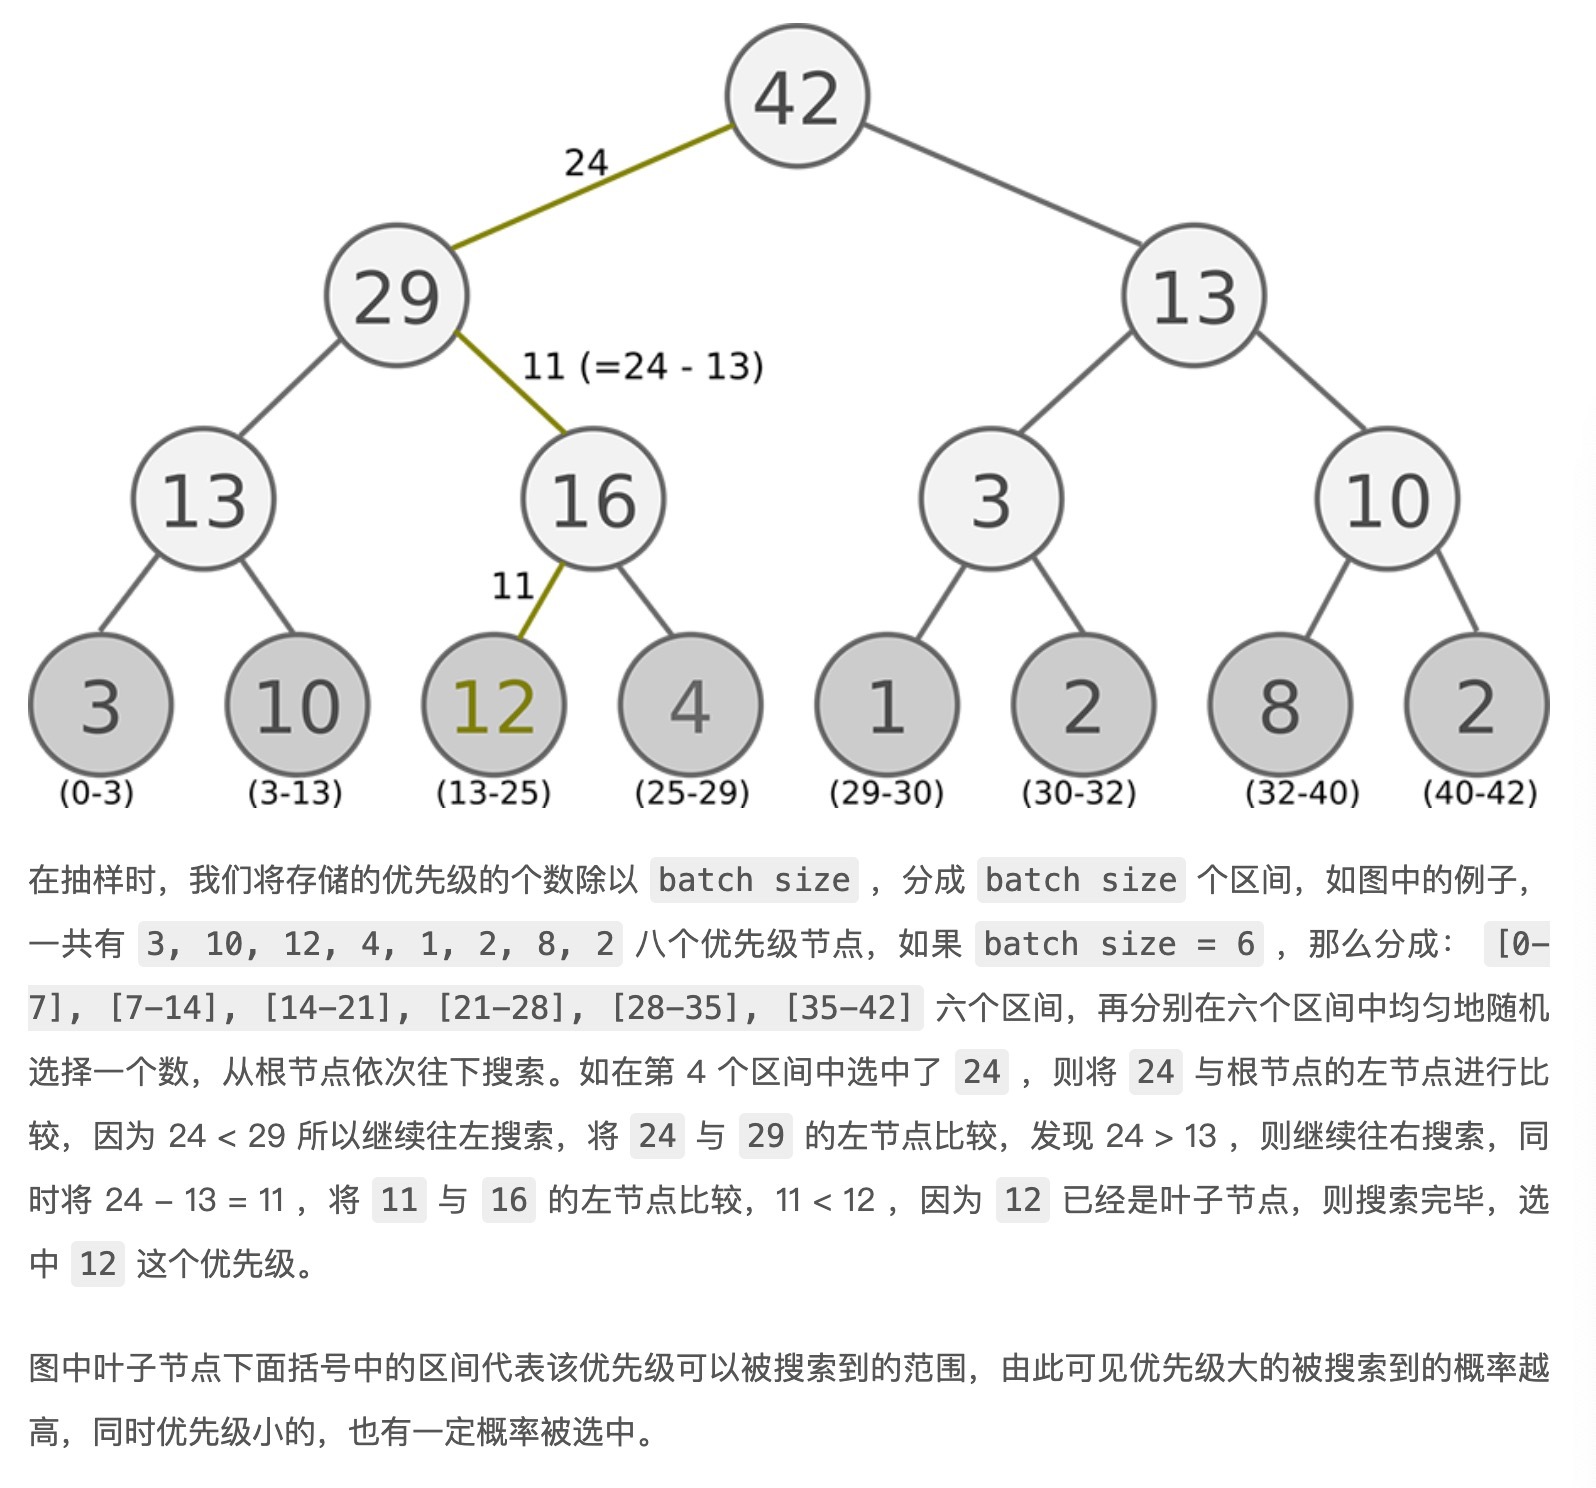 42
24
29
13
11 (=24 - 13)
13
16
3
10
11
3
10
12
4
1
2
8
2
(0-3)
(3-13)
(13-25)
(25-29)
(29-30)
(30-32)
(32-40)
(40-42)
在抽样时，我们将存储的优先级的个数除以 batch size ，分成 batch size 个区间，如图中的例子，
一共有 3, 10, 12, 4, 1, 2, 8, 2 八个优先级节点，如果 batch size = 6 ，那么分成： [0-
7], [7-14], [14-21], [21-28], [28-35], [35-42] 六个区间，再分别在六个区间中均匀地随机
选择一个数，从根节点依次往下搜索。如在第 4 个区间中选中了 24 ，则将 24 与根节点的左节点进行比
较，因为 24 < 29 所以继续往左搜索，将 24 与 29 的左节点比较，发现 24 > 13 ，则继续往右搜索，同
时将 24 – 13 = 11 ，将 11 与 16 的左节点比较，11 < 12 ，因为 12 已经是叶子节点，则搜索完毕，选
中 12 这个优先级。
图中叶子节点下面括号中的区间代表该优先级可以被搜索到的范围，由此可见优先级大的被搜索到的概率越
高，同时优先级小的，也有一定概率被选中。